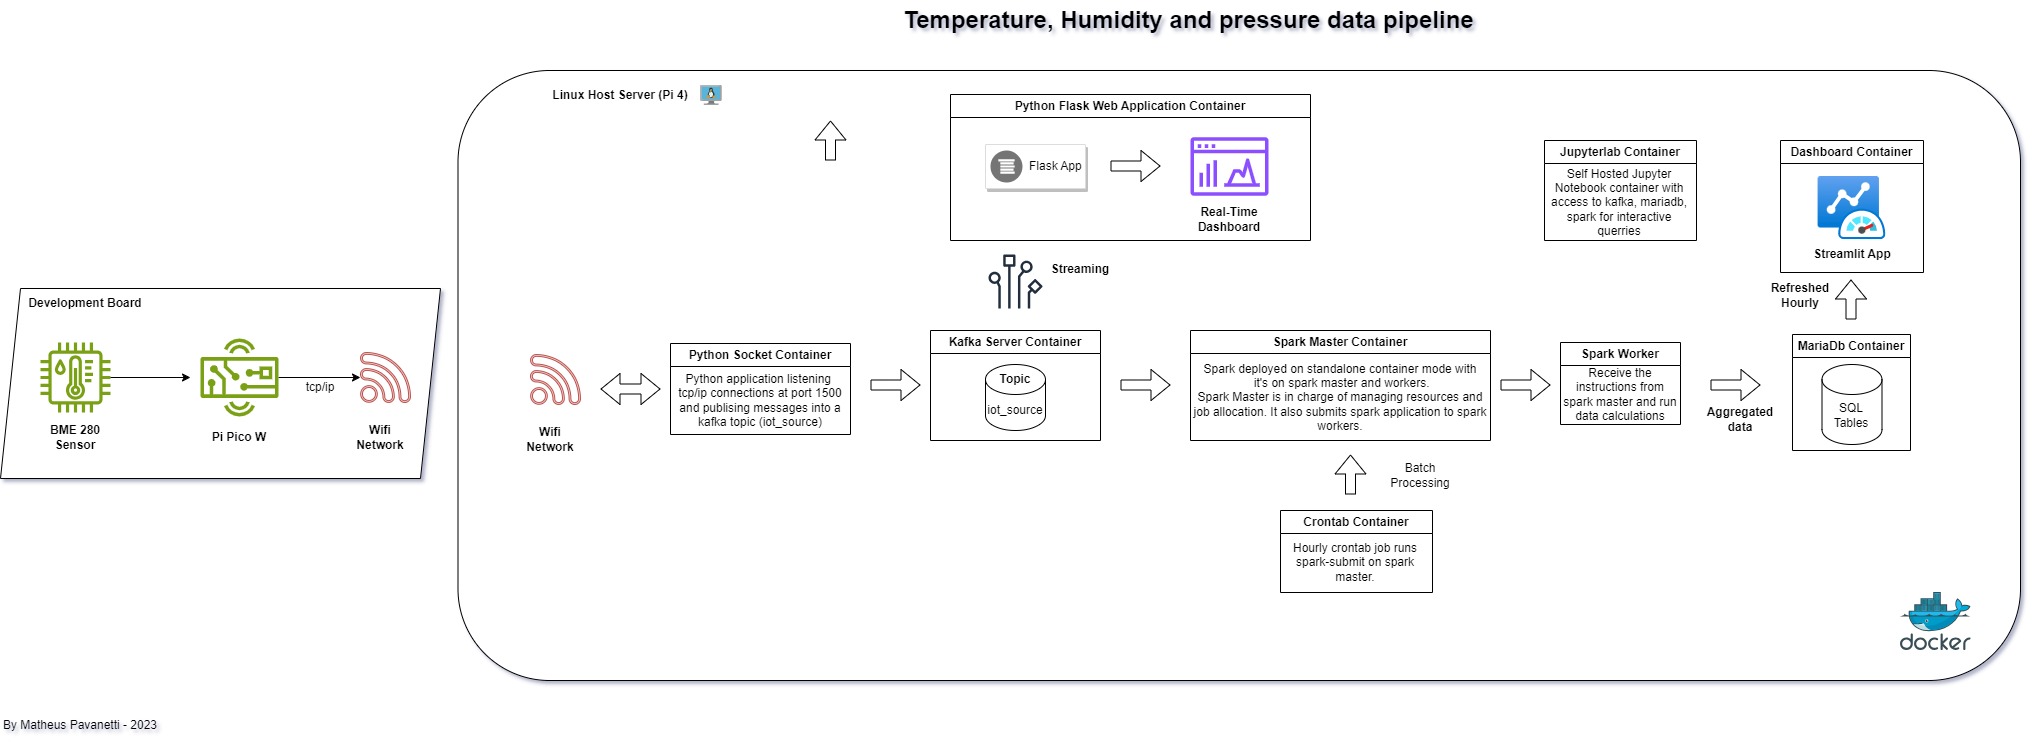 Temperature, Humidity and pressure data pipeline
Linux Host Server (Pi 4)
Python Flask Web Application Container
Flask App
Real-Time
Dashboard
Jupyterlab Container
Self Hosted Jupyter
Notebook container with
access to kafka, mariadb,
spark for interactive
querries
Dashboard Container
Streamlit App
Streaming
Refreshed
Hourly
Development Board
BME 280
Sensor
Pi Pico W
tcp/ip
Wifi
Network
Wifi
Network
Python Socket Container
Python application listening
tcp/ip connections at port 1500
and publising messages into a
kafka topic (iot_source)
Kafka Server Container
Topic
iot_source
Spark Master Container
Spark deployed on standalone container mode with
it's on spark master and workers.
Spark Master is in charge of managing resources and
job allocation. It also submits spark application to spark
workers.
Spark Worker
Receive the
instructions from
spark master and run
data calculations
Aggregated
data
MariaDb Container
SQL
Tables
Batch
Processing
Crontab Container
Hourly crontab job runs
spark-submit on spark
master.
docker
By Matheus Pavanetti - 2023